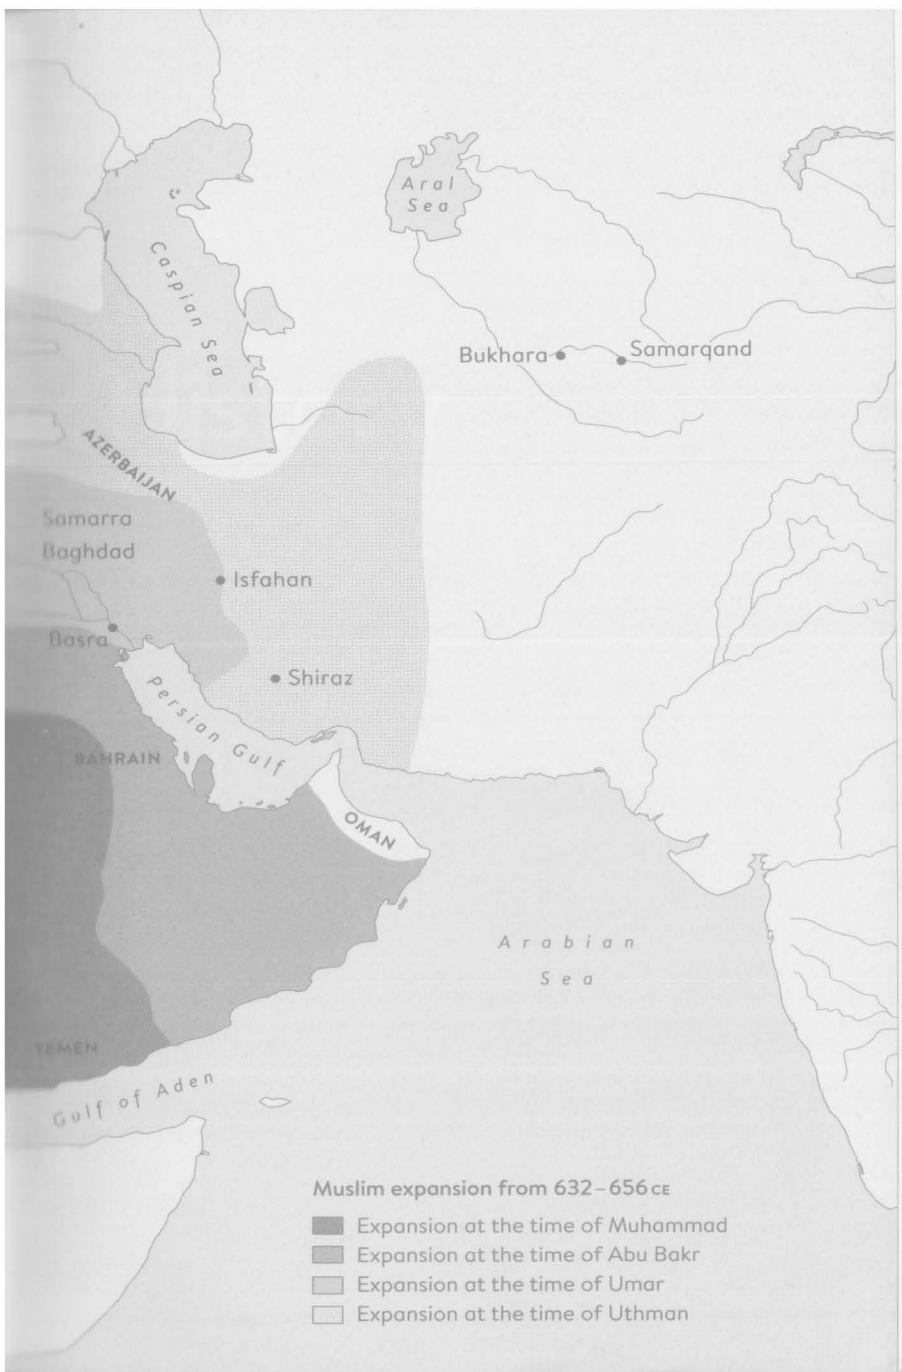 Aral
Sea
Caspian Sea
Bukhara
Samarqand
AZERBAIJAN
Samarra
Baghdad
Isfahan
Basra
Shiraz
Persian Gulf
BAHRAIN
OMAN
Arabian
Sea
YEMEN
Gulf of Aden
Muslim expansion from 632–656 CE
Expansion at the time of Muhammad
Expansion at the time of Abu Bakr
Expansion at the time of Umar
Expansion at the time of Uthman